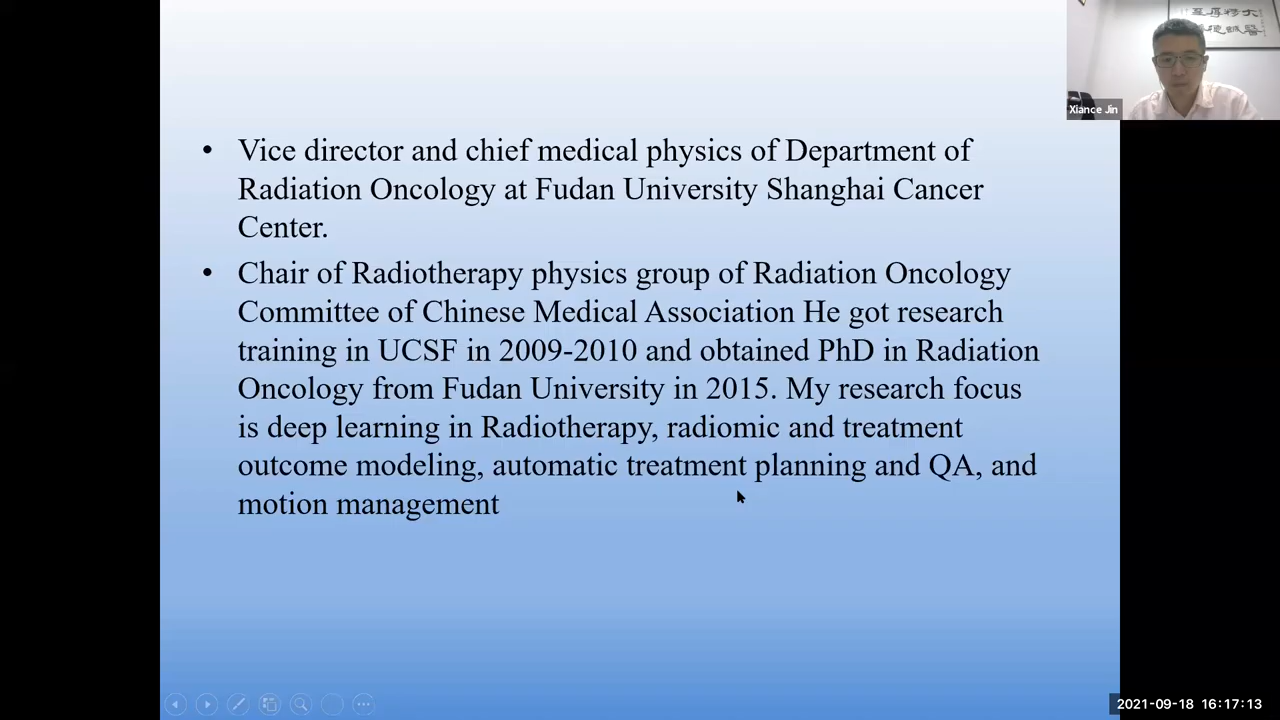 • Vice director and chief medical physics of Department of
Radiation Oncology at Fudan University Shanghai Cancer
Center.
• Chair of Radiotherapy physics group of Radiation Oncology
Committee of Chinese Medical Association He got research
training in UCSF in 2009-2010 and obtained PhD in Radiation
Oncology from Fudan University in 2015. My research focus
is deep learning in Radiotherapy, radiomic and treatment
outcome modeling, automatic treatment planning and QA, and
motion management
Xiance Jin
2021-09-18 16:17:13